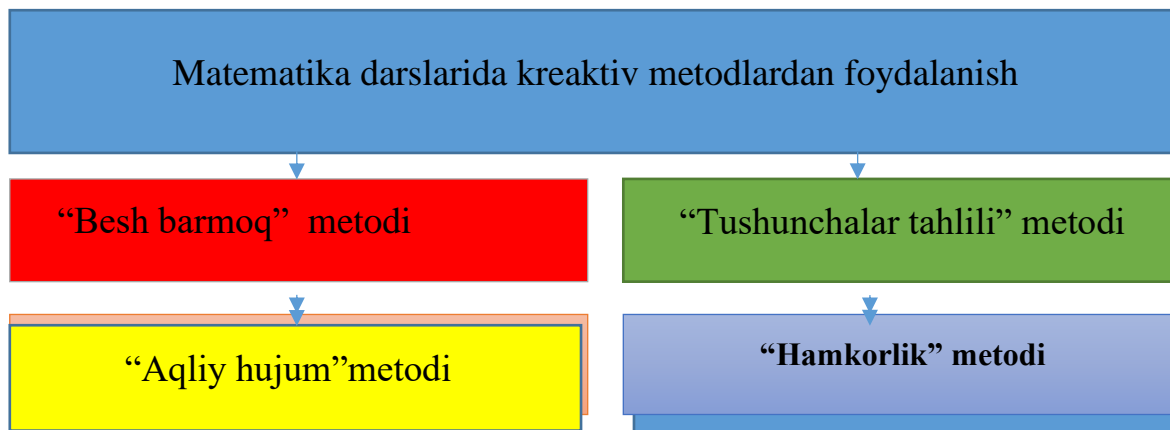 Matematika darslarida kreaktiv metodlardan foydalanish
“Besh barmoq” metodi
“Tushunchalar tahlili” metodi
“Aqliy hujum”metodi
“Hamkorlik” metodi